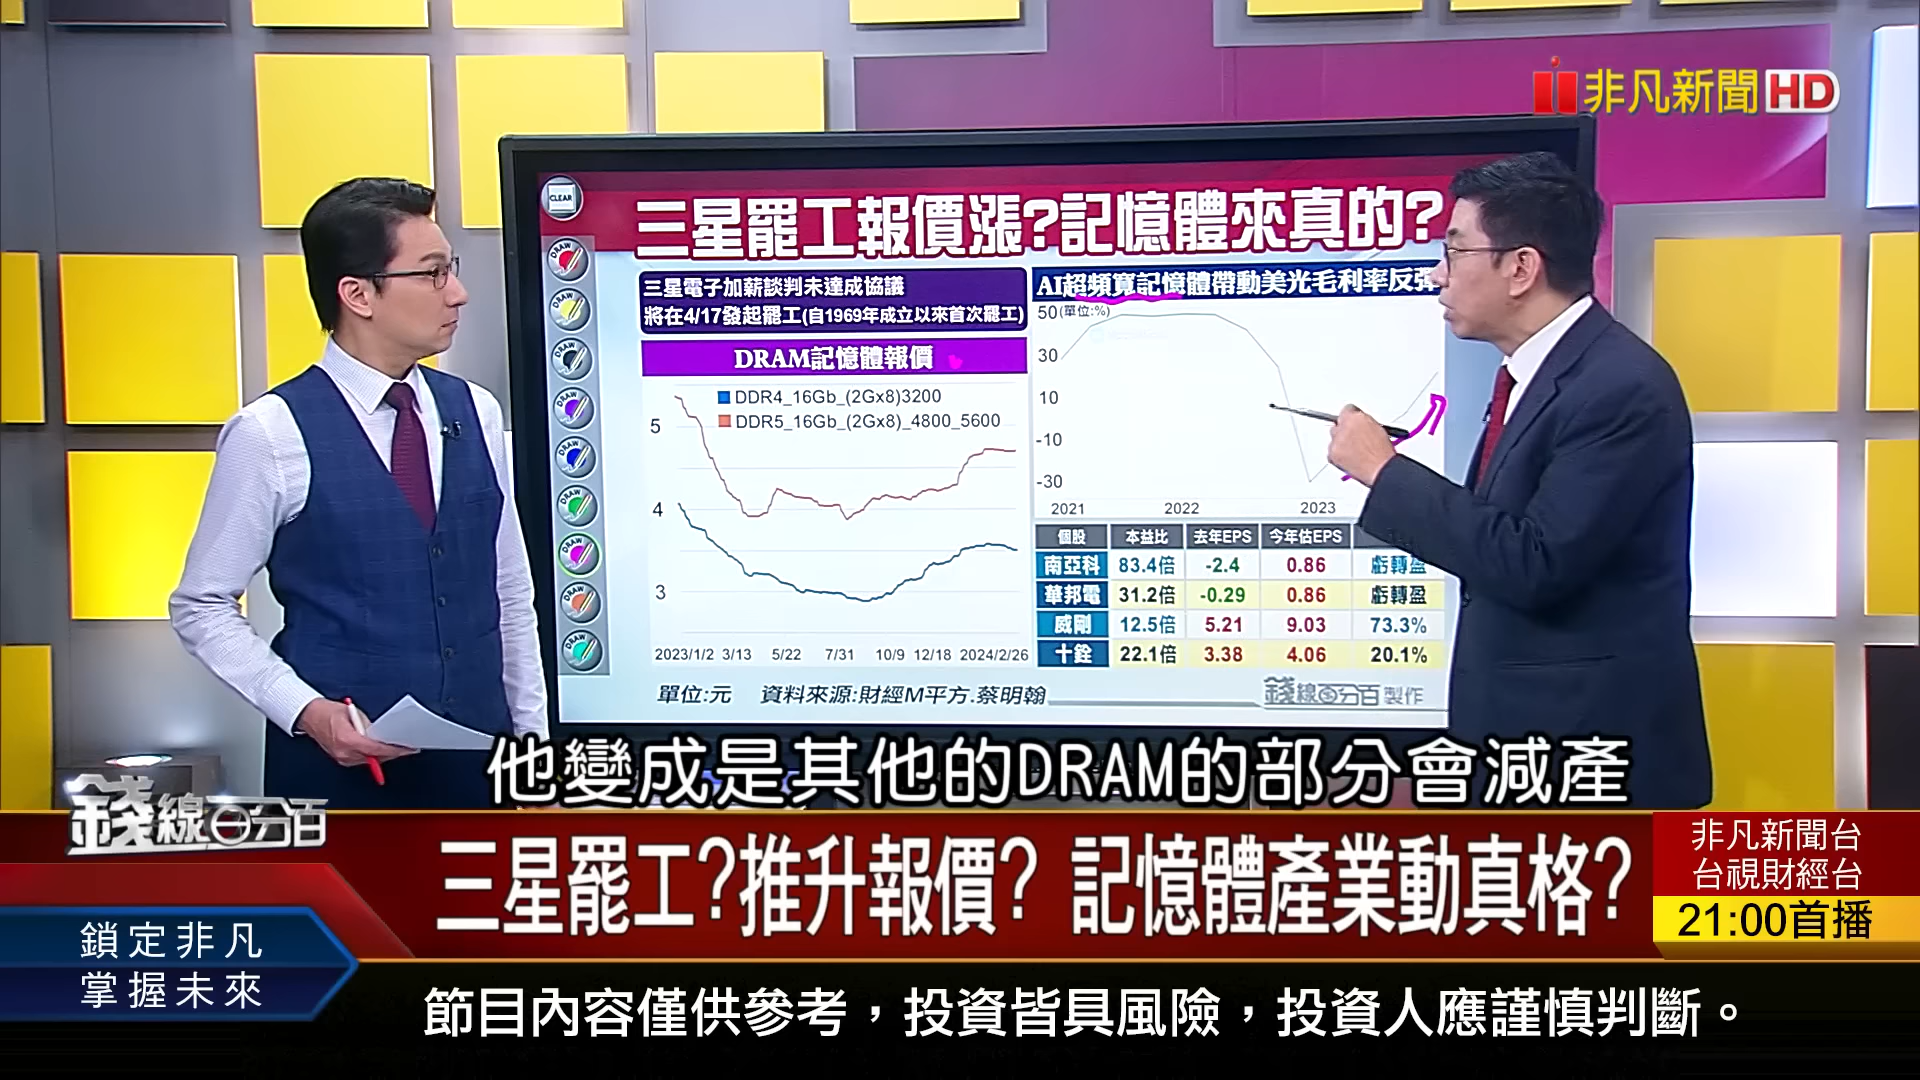 非凡新聞HD
CLEAR
三星罷工報價漲?記憶體來真的?
三星電子加薪談判未達成協議
將在4/17發起罷工(自1969年成立以來首次罷工)
DRAM記憶體報價
DDR4_16Gb_(2Gx8)3200
DDR5_16Gb_(2Gx8)_4800_5600
5
4
3
2023/1/2 3/13 5/22 7/31 10/9 12/18 2024/2/26
AI超頻寬記憶體帶動美光毛利率反彈
50(單位:%)
30
10
-10
-30
2021 2022 2023
個股 本益比 去年EPS 今年估EPS
南亞科 83.4倍 -2.4 0.86 虧轉盈
華邦電 31.2倍 -0.29 0.86 虧轉盈
威剛 12.5倍 5.21 9.03 73.3%
十銓 22.1倍 3.38 4.06 20.1%
DRAW
DRAW
DRAW
DRAW
DRAW
DRAW
DRAW
DRAW
DRAW
單位:元 資料來源:財經M平方.蔡明翰
錢線百分百 製作
他變成是其他的DRAM的部分會減產
錢線百分百
三星罷工?推升報價? 記憶體產業動真格?
非凡新聞台
台視財經台
21:00首播
鎖定非凡
掌握未來
節目內容僅供參考，投資皆具風險，投資人應謹慎判斷。